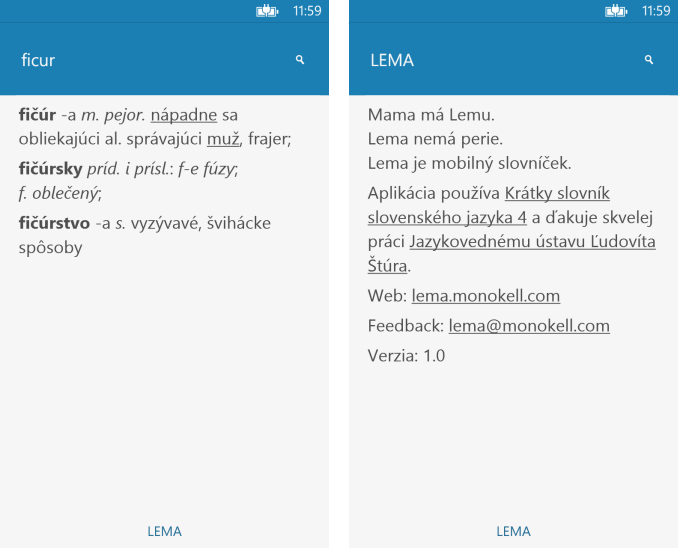 11:59
ficur
fičúr -a m. pejor. nápadne sa
obliekajúci al. správajúci muž, frajer;
fičúrsky príd. i prísl.: f-e fúzy;
f. oblečený;
fičúrstvo -a s. vyzývavé, švihácke
spôsoby
LEMA
11:59
LEMA
Mama má Lemu.
Lema nemá perie.
Lema je mobilný slovníček.
Aplikácia používa Krátky slovník
slovenského jazyka 4 a ďakuje skvelej
práci Jazykovednému ústavu Ľudovíta
Štúra.
Web: lema.monokell.com
Feedback: lema@monokell.com
Verzia: 1.0
LEMA